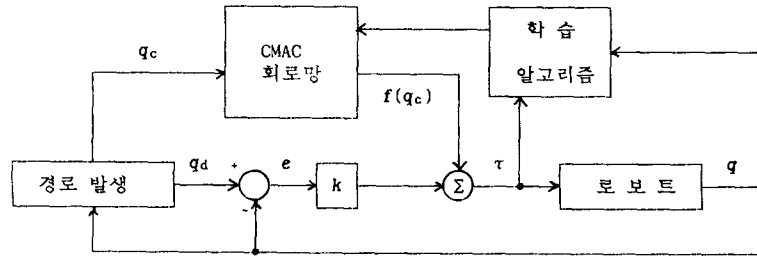 q_c
CMAC
회로망
학 습
알고리즘
f(q_c)
경로 발생
q_d
+
-
e
k
Σ
τ
로 보 트
q